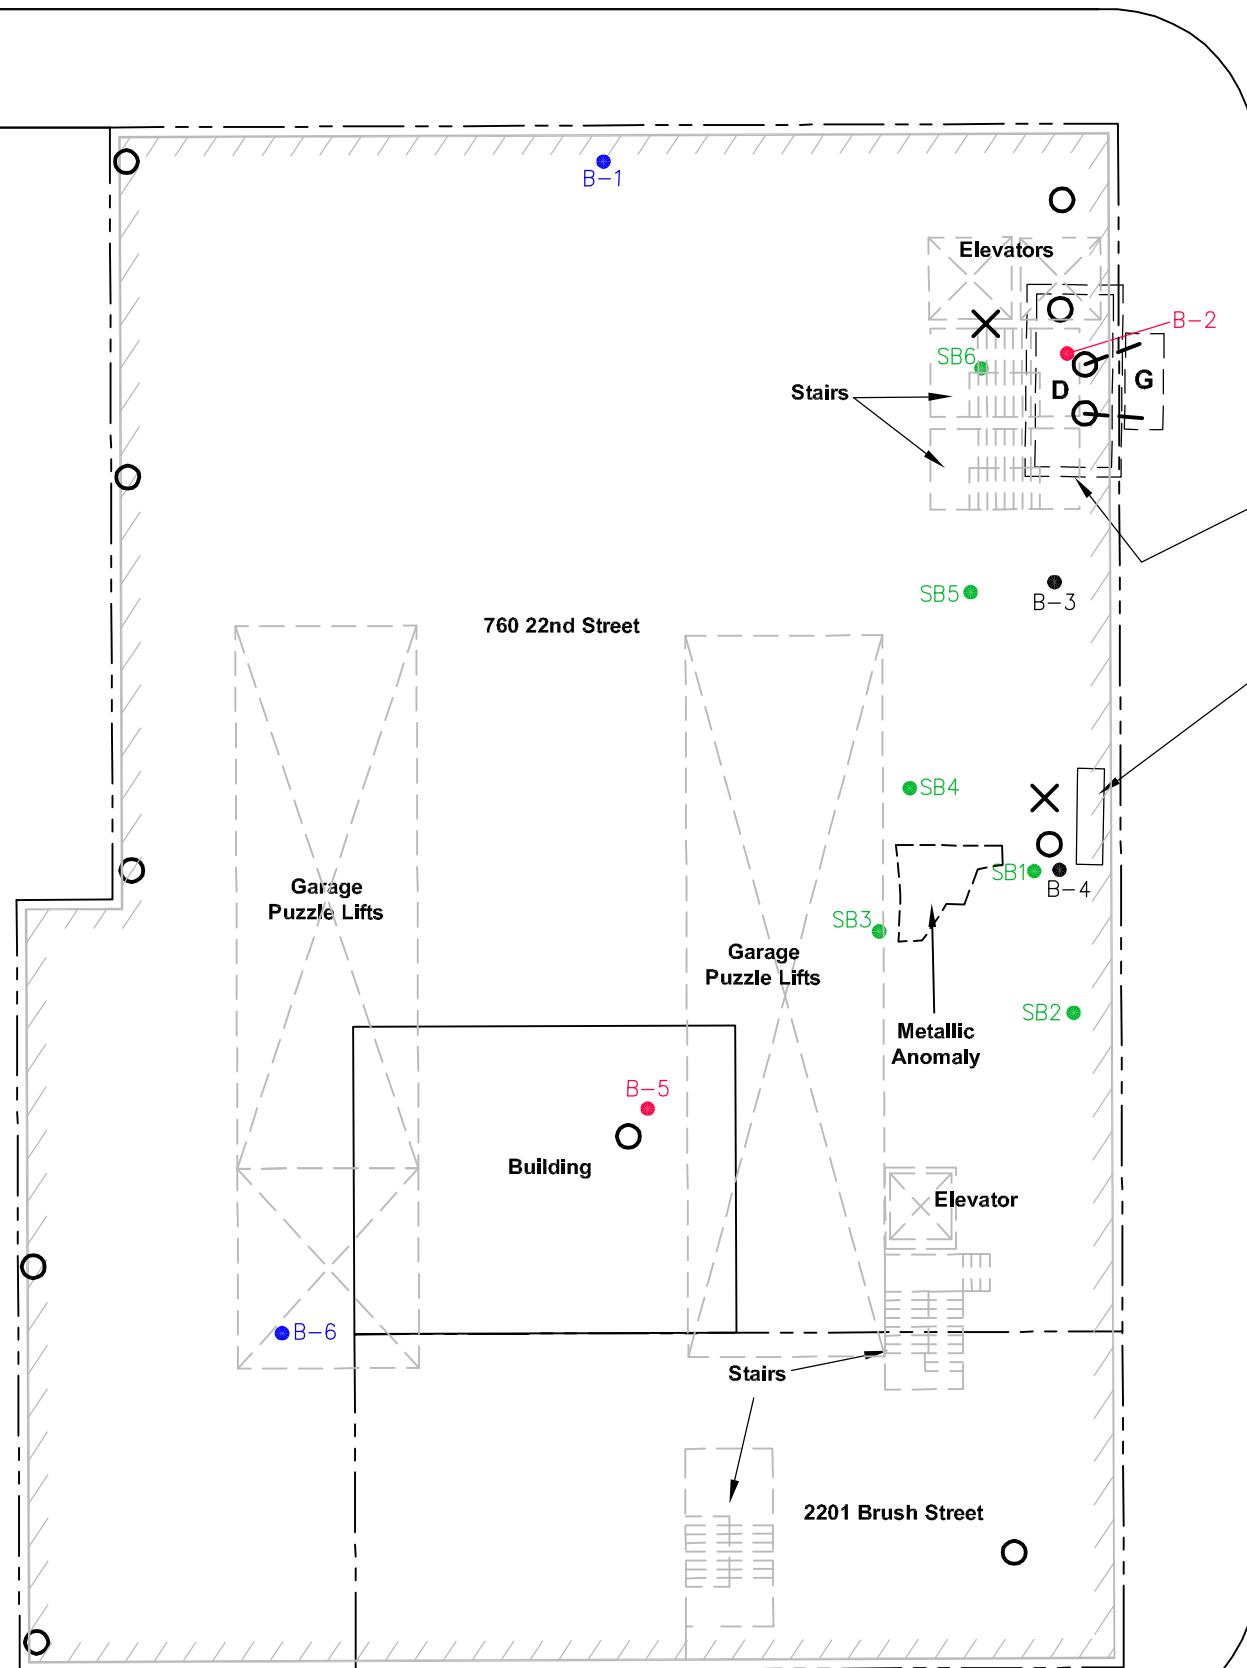 B-1
Elevators
B-2
SB6
D
G
Stairs
SB5
B-3
760 22nd Street
SB4
SB1
B-4
Garage
Puzzle Lifts
SB3
Garage
Puzzle Lifts
SB2
Metallic
Anomaly
B-5
Building
Elevator
B-6
Stairs
2201 Brush Street